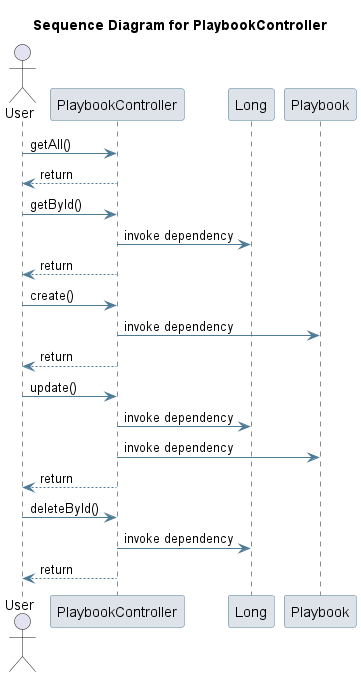 Sequence Diagram for PlaybookController
User
PlaybookController
Long
Playbook
getAll()
return
getById()
invoke dependency
return
create()
invoke dependency
return
update()
invoke dependency
invoke dependency
return
deleteById()
invoke dependency
return
User
PlaybookController
Long
Playbook